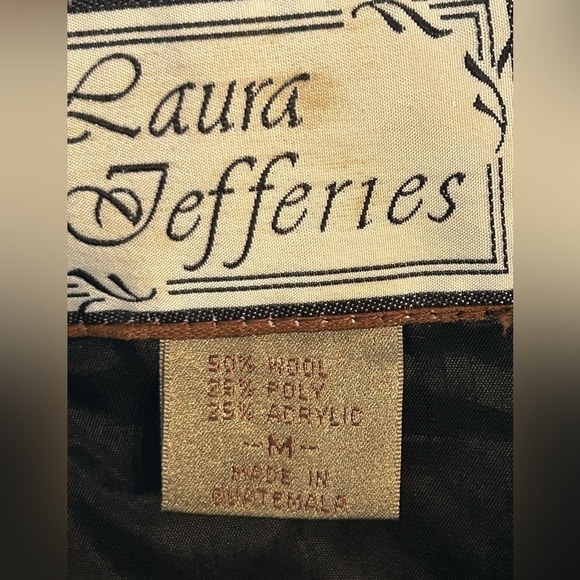 Laura
Jefferies
50% WOOL
25% POLY
25% ACRYLIC
--M--
MADE IN
GUATEMALA